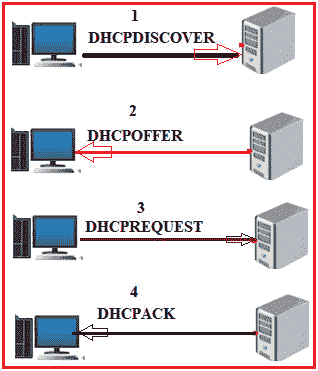 1
DHCPDISCOVER
2
DHCPOFFER
3
DHCPREQUEST
4
DHCPACK